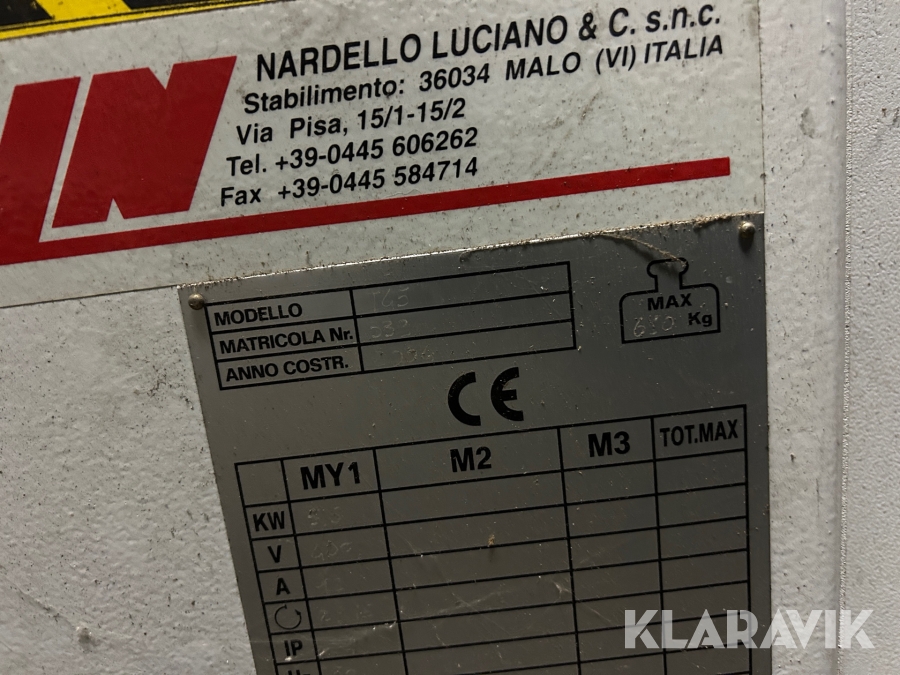 NARDELLO LUCIANO & C. s.n.c.
Stabilimento: 36034 MALO (VI) ITALIA
Via Pisa, 15/1-15/2
Tel. +39-0445 606262
Fax +39-0445 584714
MODELLO
MATRICOLA Nr.
ANNO COSTR.
MAX
Kg
CE
MY1 M2 M3 TOT.MAX
KW
V
A
IP
KLARAVIK